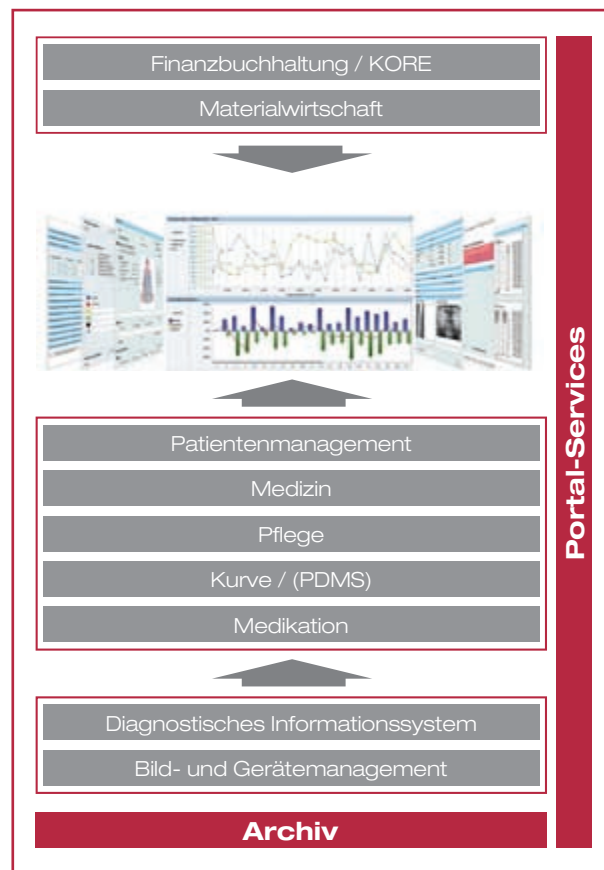 Finanzbuchhaltung / KORE
Materialwirtschaft
Patientenmanagement
Medizin
Pflege
Kurve / (PDMS)
Medikation
Diagnostisches Informationssystem
Bild- und Gerätemanagement
Archiv
Portal-Services